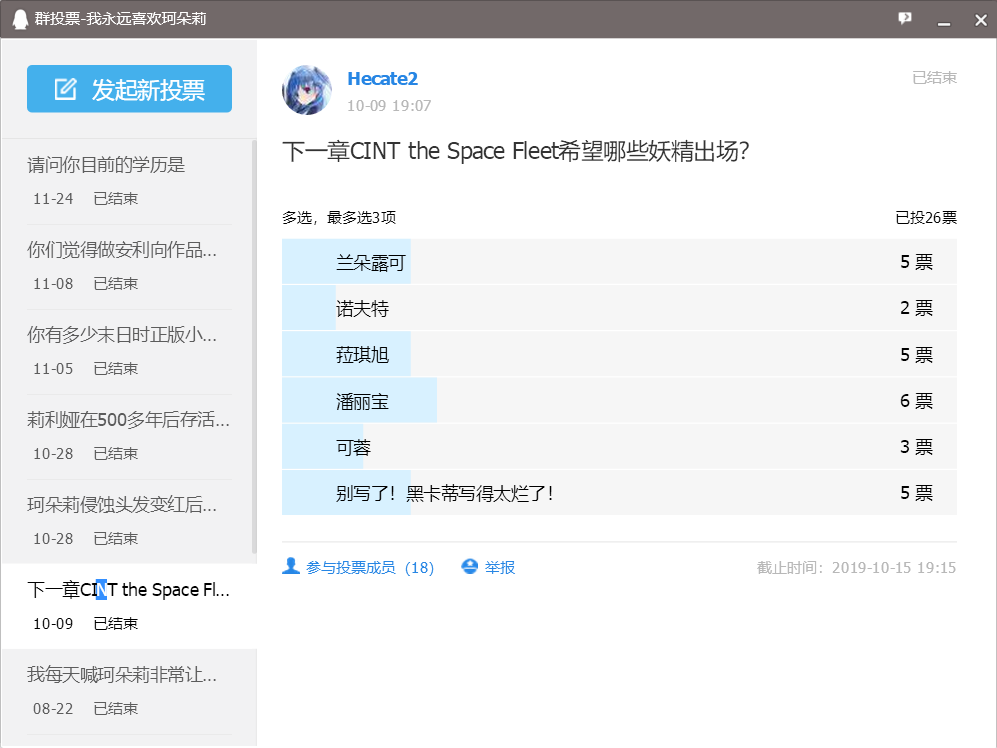 群投票-我永远喜欢珂朵莉
发起新投票
请问你目前的学历是
11-24 已结束
你们觉得做安利向作品...
11-08 已结束
你有多少末日时正版小...
11-05 已结束
莉利娅在500多年后存活...
10-28 已结束
珂朵莉侵蚀头发变红后...
10-28 已结束
下一章CINT the Space Fl...
10-09 已结束
我每天喊珂朵莉非常让...
08-22 已结束
Hecate2
已结束
10-09 19:07
下一章CINT the Space Fleet希望哪些妖精出场?
多选，最多选3项
已投26票
兰朵露可 5 票
诺夫特 2 票
菈琪旭 5 票
潘丽宝 6 票
可蓉 3 票
别写了！黑卡蒂写得太烂了！ 5 票
参与投票成员 (18) 举报
截止时间：2019-10-15 19:15